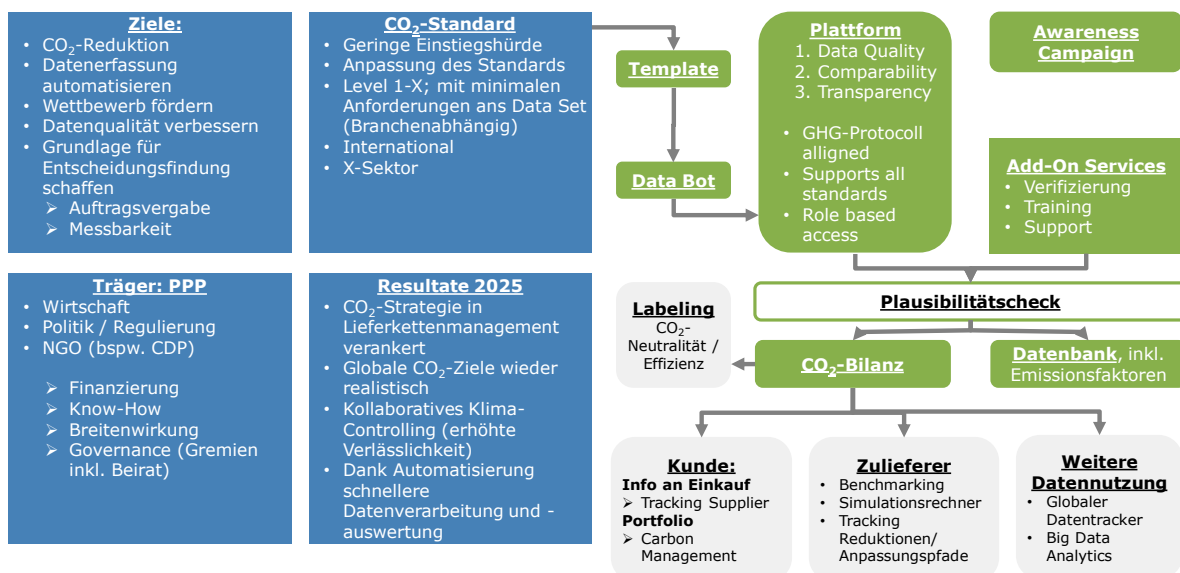 Ziele:
• CO₂-Reduktion
• Datenerfassung
automatisieren
• Wettbewerb fördern
• Datenqualität verbessern
• Grundlage für
Entscheidungsfindung
schaffen
➢ Auftragsvergabe
➢ Messbarkeit
CO₂-Standard
• Geringe Einstiegshürde
• Anpassung des Standards
• Level 1-X; mit minimalen
Anforderungen ans Data Set
(Branchenabhängig)
• International
• X-Sektor
Träger: PPP
• Wirtschaft
• Politik / Regulierung
• NGO (bspw. CDP)
➢ Finanzierung
➢ Know-How
➢ Breitenwirkung
➢ Governance (Gremien
inkl. Beirat)
Resultate 2025
• CO₂-Strategie in
Lieferkettenmanagement
verankert
• Globale CO₂-Ziele wieder
realistisch
• Kollaboratives Klima-
Controlling (erhöhte
Verlässlichkeit)
• Dank Automatisierung
schnellere
Datenverarbeitung und -
auswertung
Template
Data Bot
Plattform
1. Data Quality
2. Comparability
3. Transparency
• GHG-Protocoll
alligned
• Supports all
standards
• Role based
access
Awareness
Campaign
Add-On Services
• Verifizierung
• Training
• Support
Plausibilitätscheck
Labeling
CO₂-
Neutralität /
Effizienz
CO₂-Bilanz
Datenbank, inkl.
Emissionsfaktoren
Kunde:
Info an Einkauf
➢ Tracking Supplier
Portfolio
➢ Carbon
Management
Zulieferer
• Benchmarking
• Simulationsrechner
• Tracking
Reduktionen/
Anpassungspfade
Weitere
Datennutzung
• Globaler
Datentracker
• Big Data
Analytics